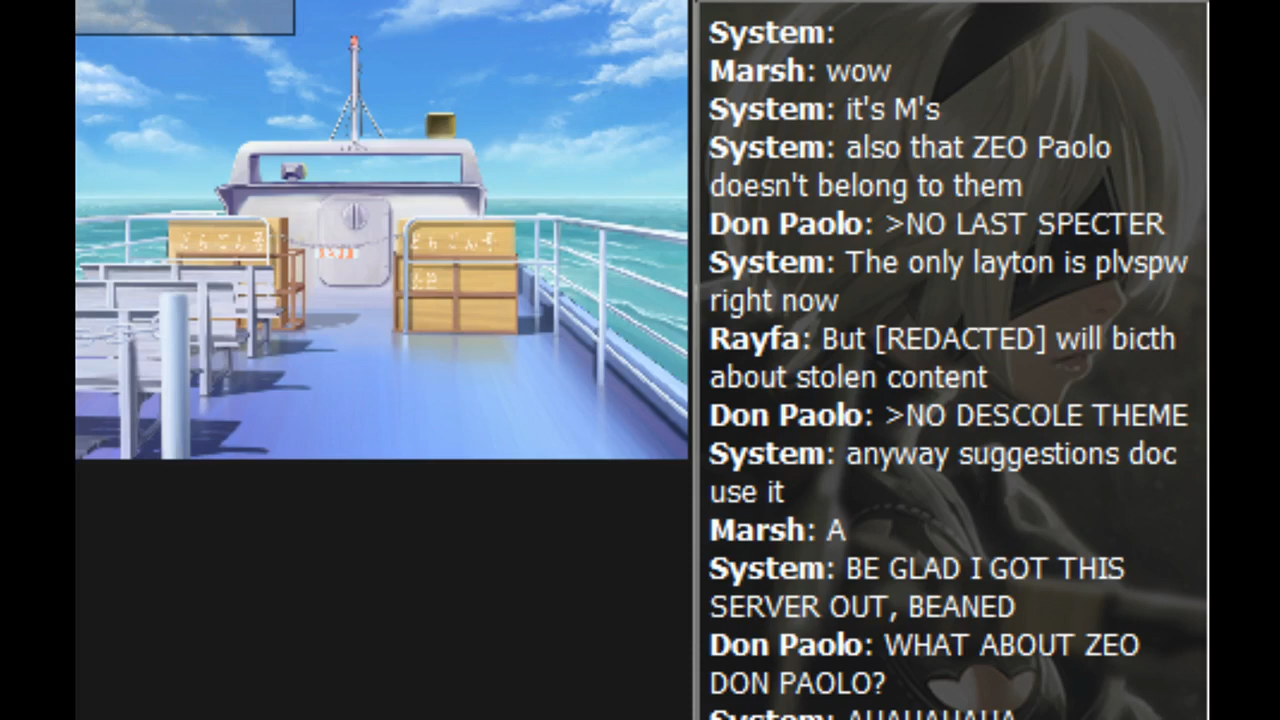 System:
Marsh: wow
System: it's M's
System: also that ZEO Paolo
doesn't belong to them
Don Paolo: >NO LAST SPECTER
System: The only layton is plvspw
right now
Rayfa: But [REDACTED] will bicth
about stolen content
Don Paolo: >NO DESCOLE THEME
System: anyway suggestions doc
use it
Marsh: A
System: BE GLAD I GOT THIS
SERVER OUT, BEANED
Don Paolo: WHAT ABOUT ZEO
DON PAOLO?
System: